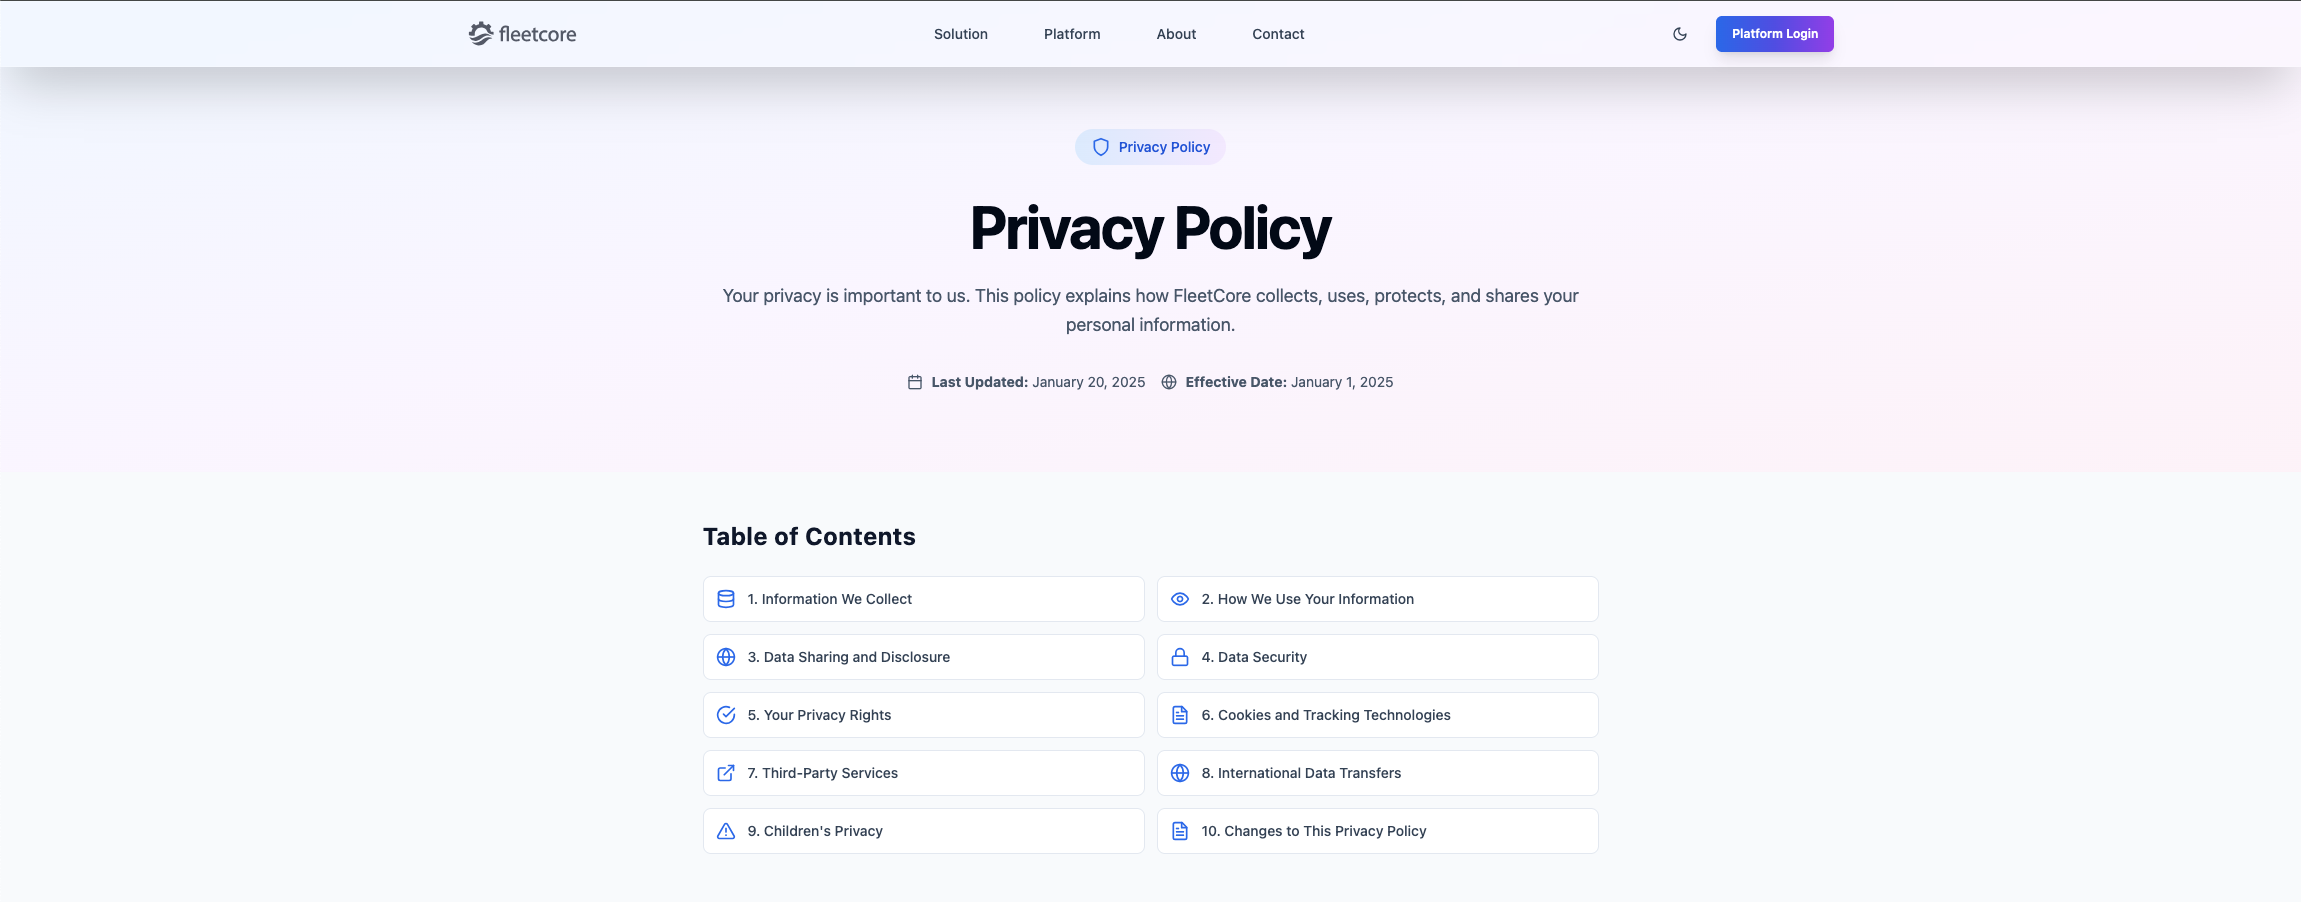 fleetcore
Solution
Platform
About
Contact
Platform Login
Privacy Policy
Privacy Policy
Your privacy is important to us. This policy explains how FleetCore collects, uses, protects, and shares your
personal information.
Last Updated: January 20, 2025
Effective Date: January 1, 2025
Table of Contents
1. Information We Collect
2. How We Use Your Information
3. Data Sharing and Disclosure
4. Data Security
5. Your Privacy Rights
6. Cookies and Tracking Technologies
7. Third-Party Services
8. International Data Transfers
9. Children's Privacy
10. Changes to This Privacy Policy